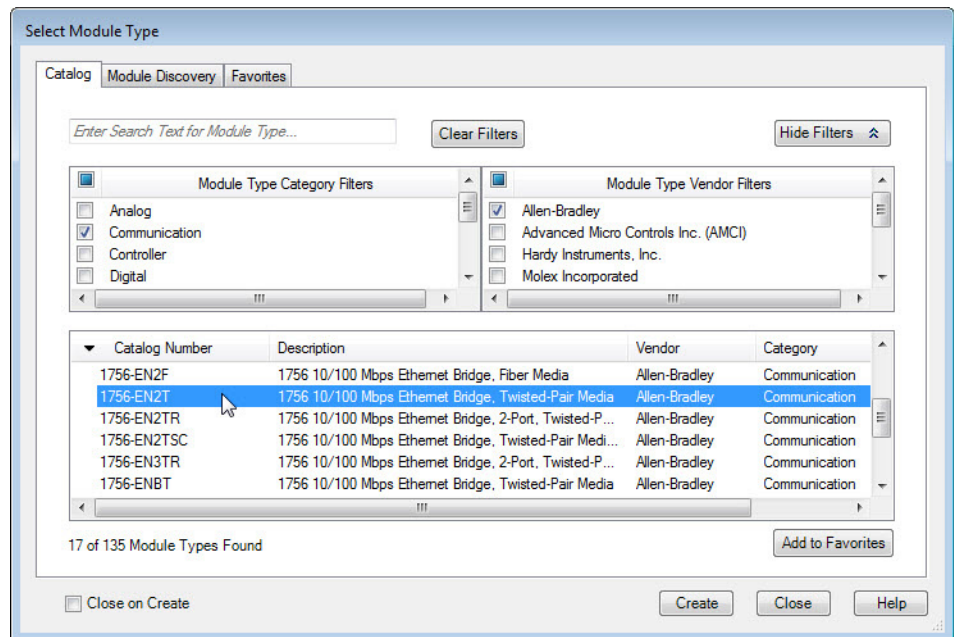 Select Module Type
Catalog Module Discovery Favorites
Enter Search Text for Module Type... Clear Filters Hide Filters
Module Type Category Filters Module Type Vendor Filters
Analog Allen-Bradley
Communication Advanced Micro Controls Inc. (AMCI)
Controller Hardy Instruments, Inc.
Digital Molex Incorporated
Catalog Number Description Vendor Category
1756-EN2F 1756 10/100 Mbps Ethernet Bridge, Fiber Media Allen-Bradley Communication
1756-EN2T 1756 10/100 Mbps Ethernet Bridge, Twisted-Pair Media Allen-Bradley Communication
1756-EN2TR 1756 10/100 Mbps Ethernet Bridge, 2-Port, Twisted-P... Allen-Bradley Communication
1756-EN2TSC 1756 10/100 Mbps Ethernet Bridge, Twisted-Pair Medi... Allen-Bradley Communication
1756-EN3TR 1756 10/100 Mbps Ethernet Bridge, 2-Port, Twisted-P... Allen-Bradley Communication
1756-ENBT 1756 10/100 Mbps Ethernet Bridge, Twisted-Pair Media Allen-Bradley Communication
17 of 135 Module Types Found Add to Favorites
Close on Create Create Close Help